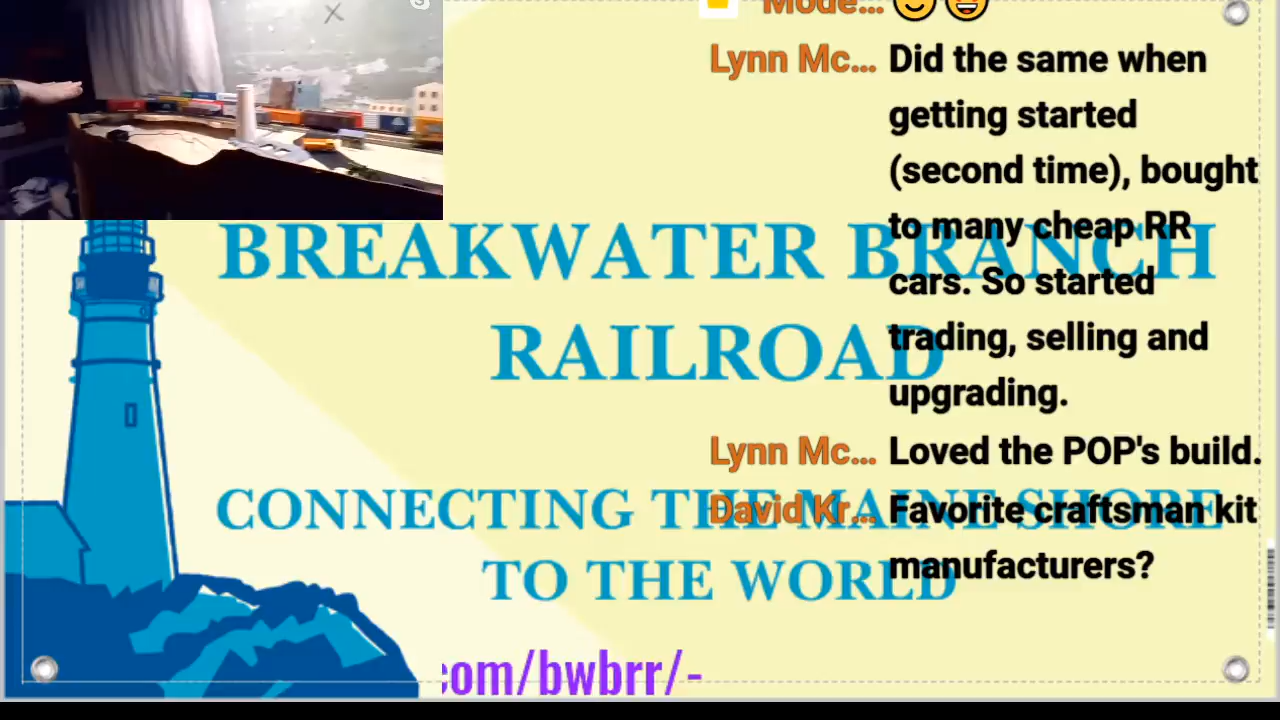 Mode...
Lynn Mc... Did the same when
getting started
(second time), bought
to many cheap RR
cars. So started
trading, selling and
upgrading.
Lynn Mc... Loved the POP's build.
David Kr... Favorite craftsman kit
manufacturers?
BREAKWATER BRANCH
RAILROAD
CONNECTING THE MAINE SHORE
TO THE WORLD
com/bwbrr/-